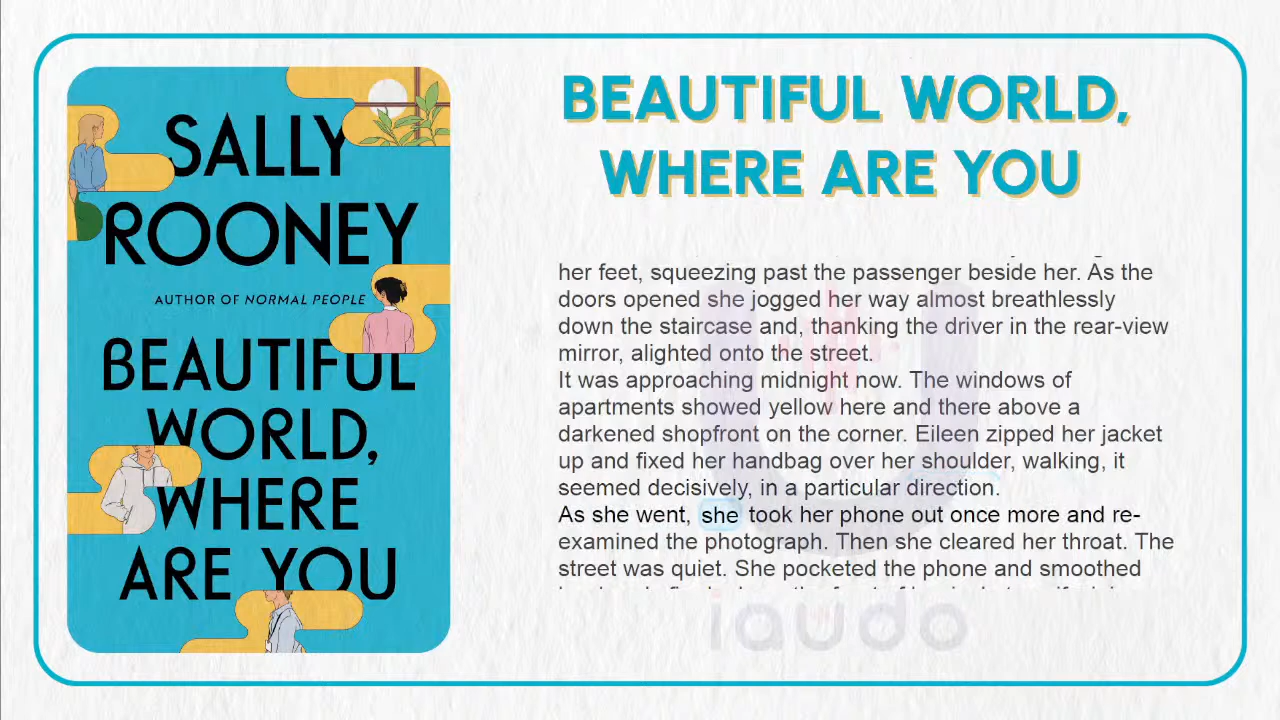 SALLY
ROONEY
AUTHOR OF NORMAL PEOPLE
BEAUTIFUL
WORLD,
WHERE
ARE YOU
BEAUTIFUL WORLD,
WHERE ARE YOU
her feet, squeezing past the passenger beside her. As the
doors opened she jogged her way almost breathlessly
down the staircase and, thanking the driver in the rear-view
mirror, alighted onto the street.
It was approaching midnight now. The windows of
apartments showed yellow here and there above a
darkened shopfront on the corner. Eileen zipped her jacket
up and fixed her handbag over her shoulder, walking, it
seemed decisively, in a particular direction.
As she went, she took her phone out once more and re-
examined the photograph. Then she cleared her throat. The
street was quiet. She pocketed the phone and smoothed
iaudo